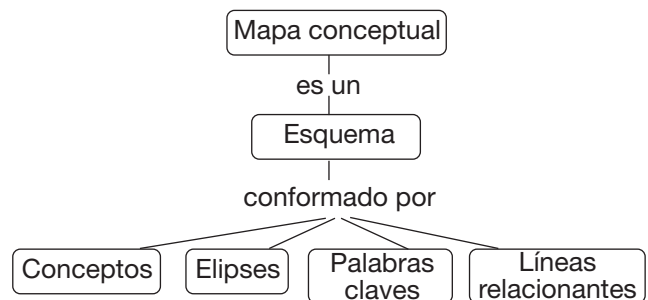 Mapa conceptual
es un
Esquema
conformado por
Conceptos
Elipses
Palabras
claves
Líneas
relacionantes